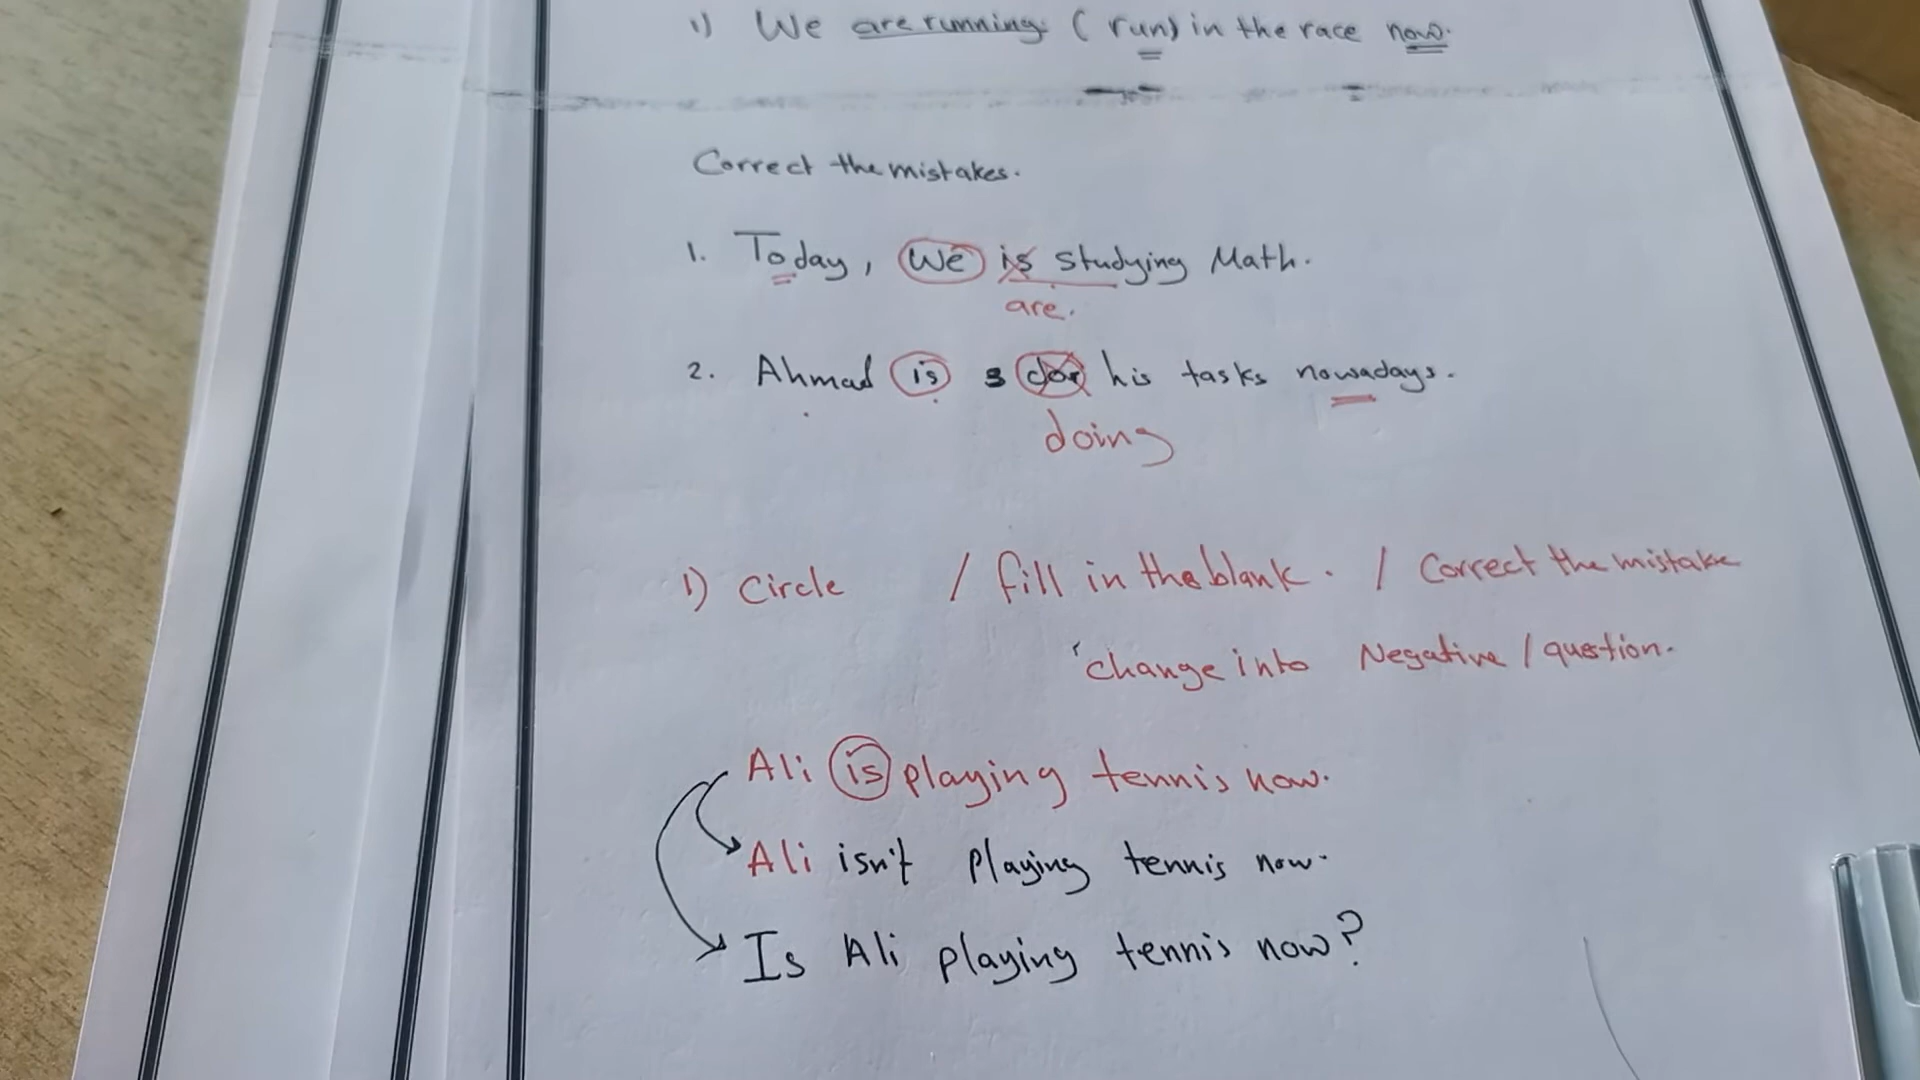 1) We are running (run) in the race now.
Correct the mistakes.
1. Today, We is studying Math.
are.
2. Ahmad is his tasks nowadays.
doing
1) Circle / fill in the blank. / Correct the mistake
change into Negative / question.
Ali is playing tennis now.
Ali isn't playing tennis now.
Is Ali playing tennis now?